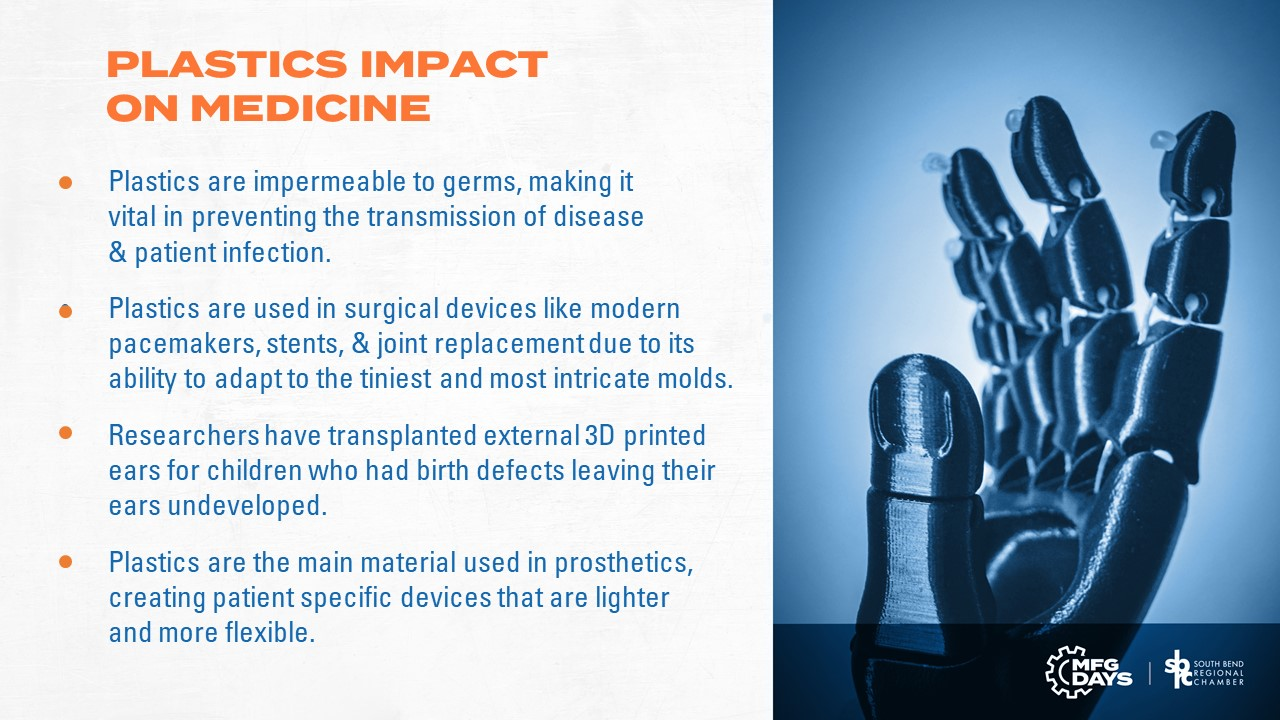 PLASTICS IMPACT
ON MEDICINE
Plastics are impermeable to germs, making it
vital in preventing the transmission of disease
& patient infection.
Plastics are used in surgical devices like modern
pacemakers, stents, & joint replacement due to its
ability to adapt to the tiniest and most intricate molds.
Researchers have transplanted external 3D printed
ears for children who had birth defects leaving their
ears undeveloped.
Plastics are the main material used in prosthetics,
creating patient specific devices that are lighter
and more flexible.
MFG
DAYS
sbrc
SOUTH BEND
REGIONAL
CHAMBER